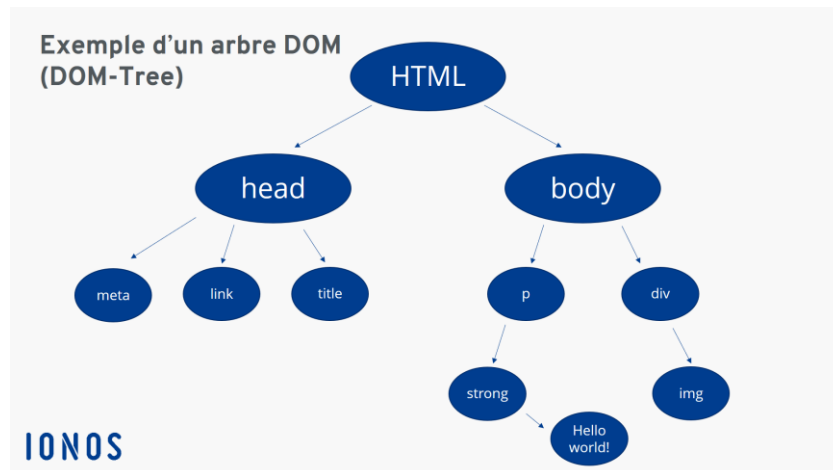 Exemple d'un arbre DOM
(DOM-Tree)
HTML
head
body
meta
link
title
p
div
strong
img
Hello
world!
IONOS